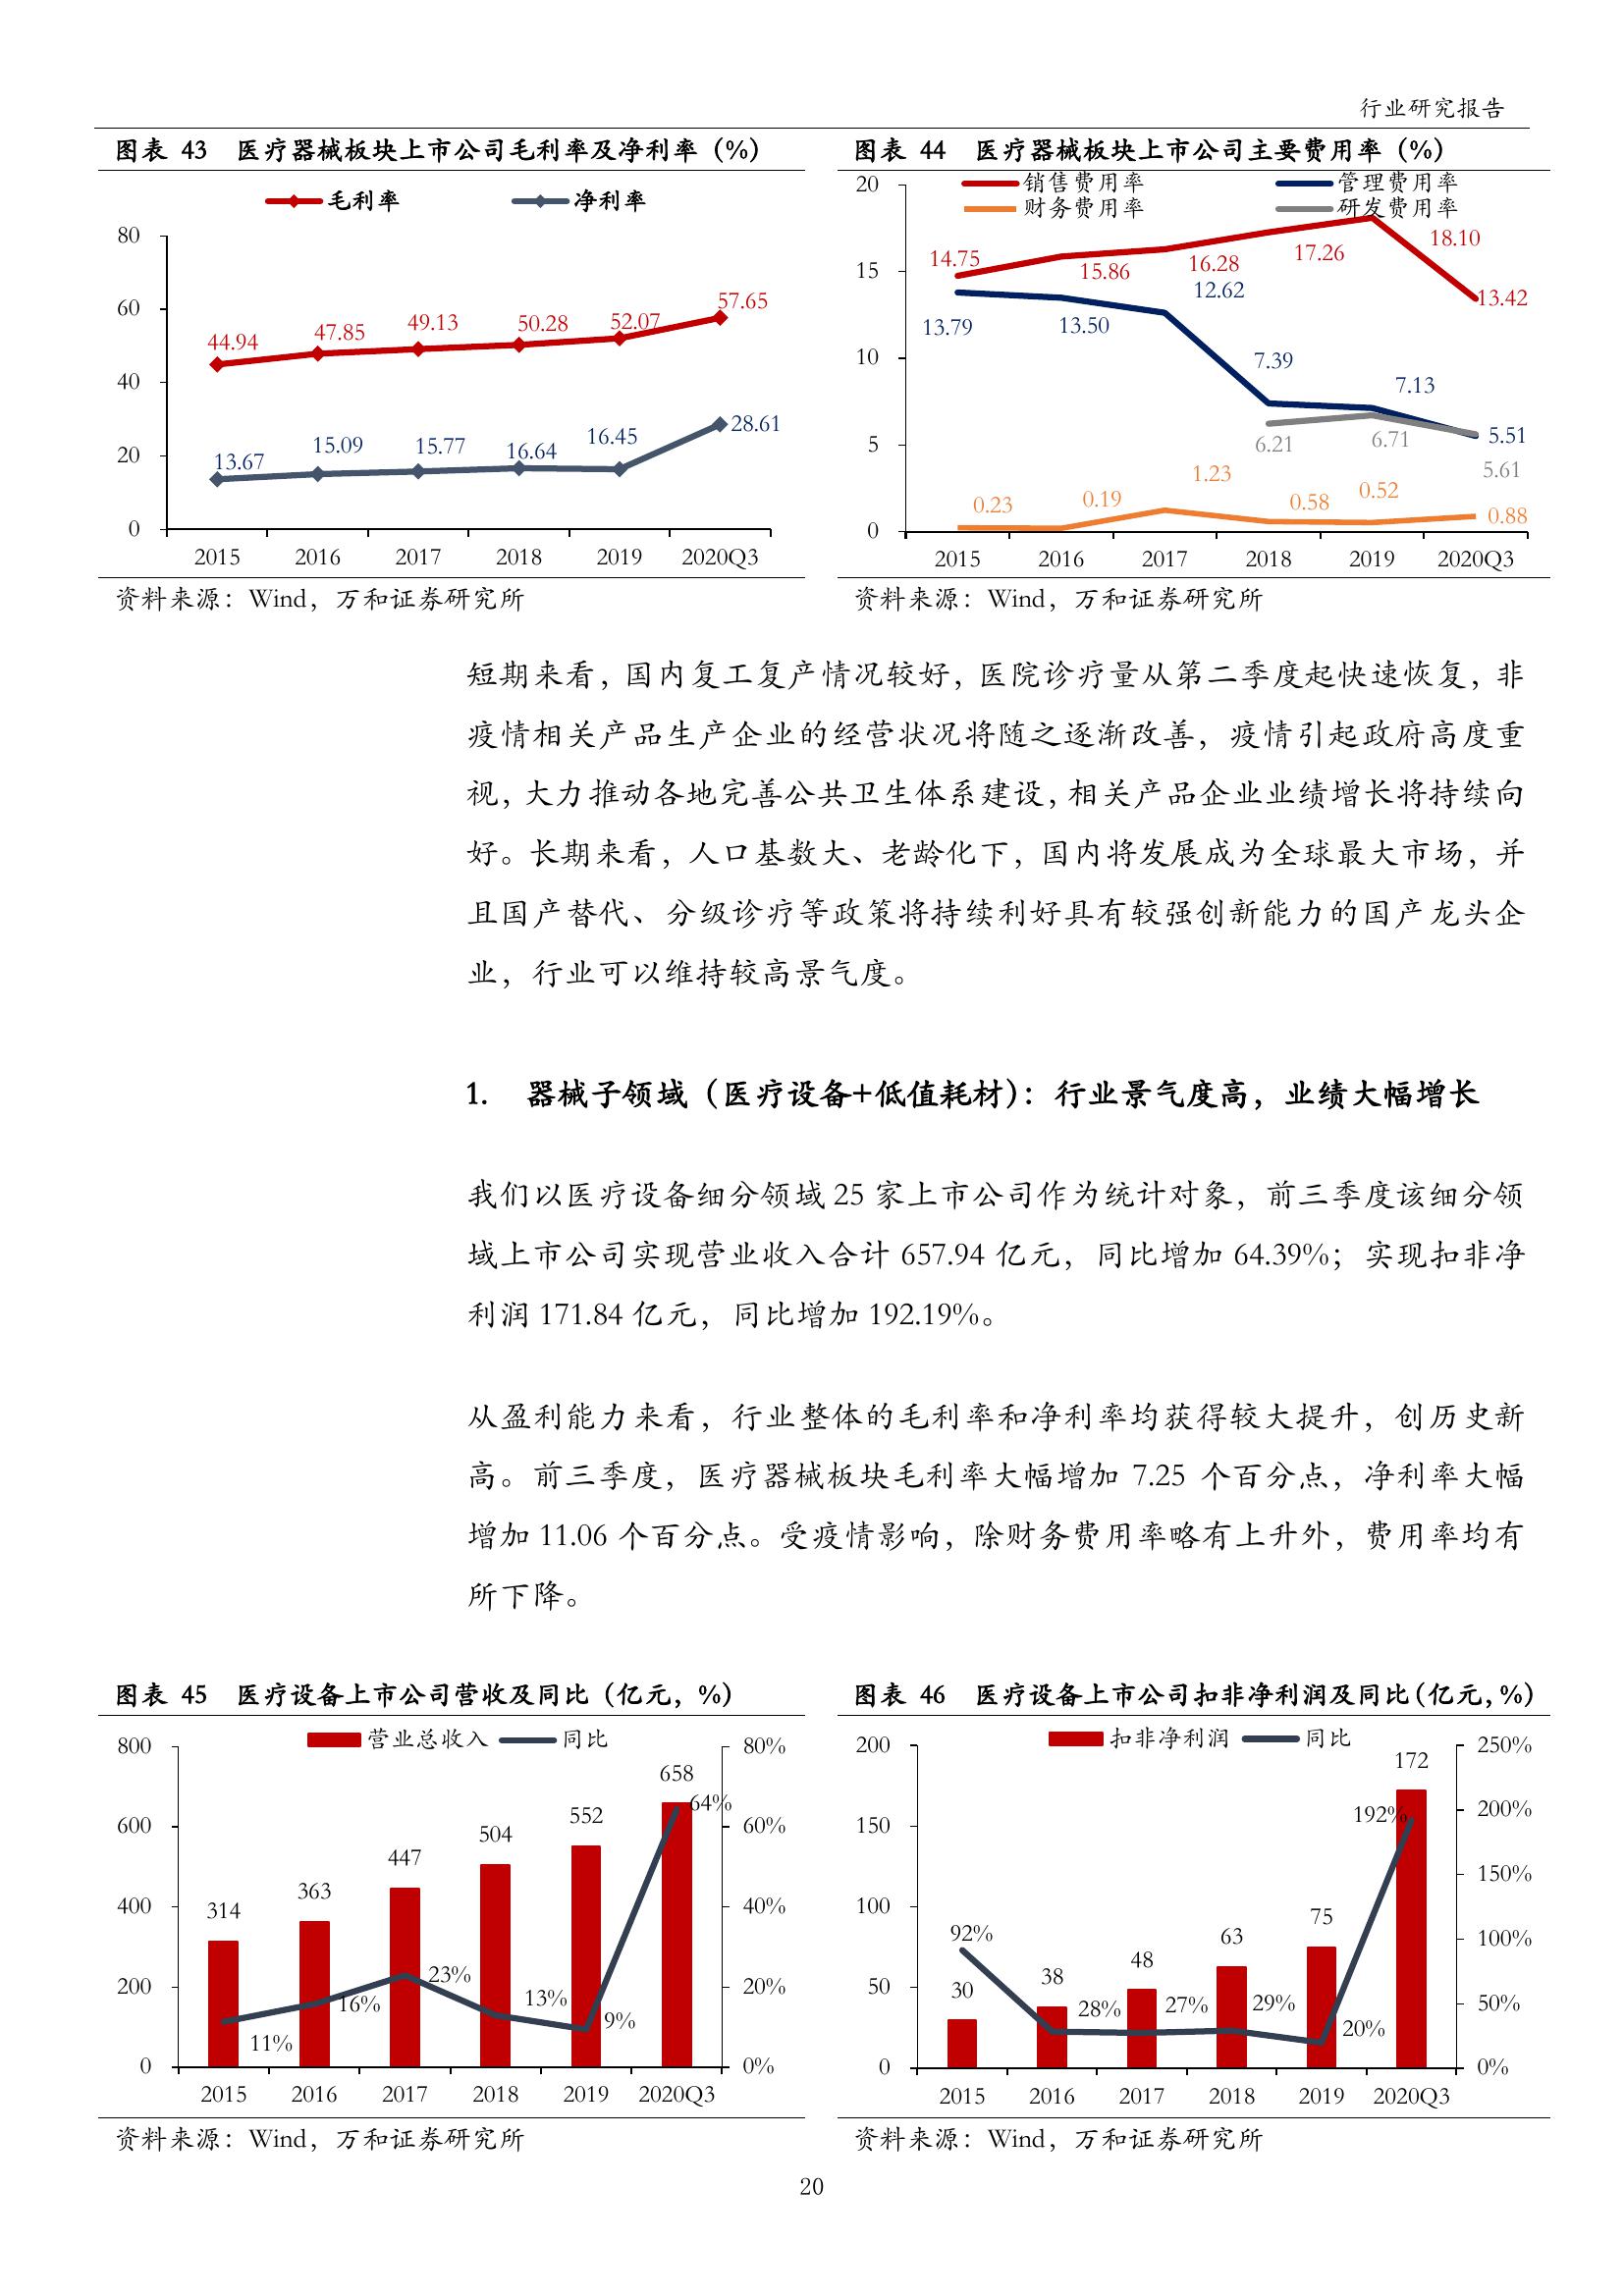 行业研究报告
图表 43 医疗器械板块上市公司毛利率及净利率（%）
毛利率 净利率
80
60
40
20
0
44.94 47.85 49.13 50.28 52.07 57.65
13.67 15.09 15.77 16.64 16.45 28.61
2015 2016 2017 2018 2019 2020Q3
资料来源：Wind，万和证券研究所
图表 44 医疗器械板块上市公司主要费用率（%）
销售费用率 管理费用率
财务费用率 研发费用率
20
15
10
5
0
14.75 15.86 16.28 17.26 18.10 13.42
13.79 13.50 12.62 7.39 7.13 5.51
6.21 6.71 5.61
0.23 0.19 1.23 0.58 0.52 0.88
2015 2016 2017 2018 2019 2020Q3
资料来源：Wind，万和证券研究所
短期来看，国内复工复产情况较好，医院诊疗量从第二季度起快速恢复，非
疫情相关产品生产企业的经营状况将随之逐渐改善，疫情引起政府高度重
视，大力推动各地完善公共卫生体系建设，相关产品企业业绩增长将持续向
好。长期来看，人口基数大、老龄化下，国内将发展成为全球最大市场，并
且国产替代、分级诊疗等政策将持续利好具有较强创新能力的国产龙头企
业，行业可以维持较高景气度。
1. 器械子领域（医疗设备+低值耗材）：行业景气度高，业绩大幅增长
我们以医疗设备细分领域 25 家上市公司作为统计对象，前三季度该细分领
域上市公司实现营业收入合计 657.94 亿元，同比增加 64.39%；实现扣非净
利润 171.84 亿元，同比增加 192.19%。
从盈利能力来看，行业整体的毛利率和净利率均获得较大提升，创历史新
高。前三季度，医疗器械板块毛利率大幅增加 7.25 个百分点，净利率大幅
增加 11.06 个百分点。受疫情影响，除财务费用率略有上升外，费用率均有
所下降。
图表 45 医疗设备上市公司营收及同比（亿元，%）
营业总收入 同比
800
600
400
200
0
80%
60%
40%
20%
0%
314 363 447 504 552 658
11% 16% 23% 13% 9% 64%
2015 2016 2017 2018 2019 2020Q3
资料来源：Wind，万和证券研究所
图表 46 医疗设备上市公司扣非净利润及同比（亿元，%）
扣非净利润 同比
200
150
100
50
0
250%
200%
150%
100%
50%
0%
30 38 48 63 75 172
92% 28% 27% 29% 20% 192%
2015 2016 2017 2018 2019 2020Q3
资料来源：Wind，万和证券研究所
20